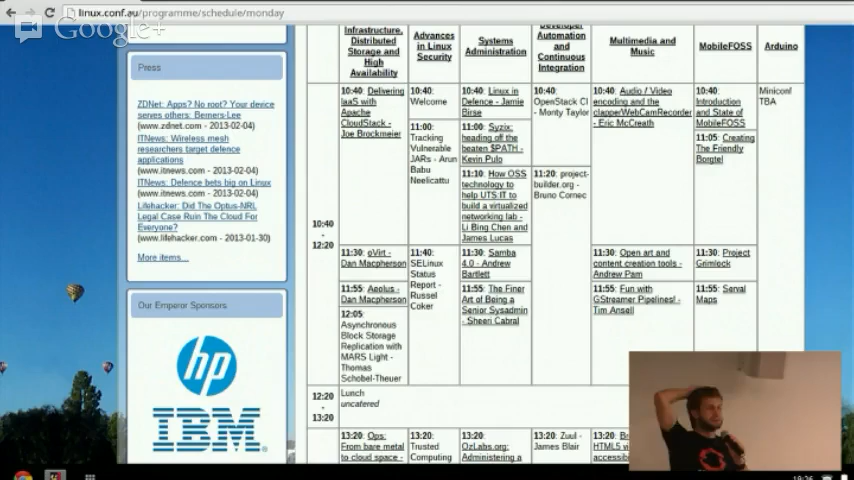 linux.conf.au/programme/schedule/monday
Google+
Press
ZDNet: Apps? No root? Your device
serves others: Berners-Lee
(www.zdnet.com - 2013-02-04)
ITNews: Wireless mesh
researchers target defence
applications
(www.itnews.com - 2013-02-04)
ITNews: Defence bets big on Linux
(www.itnews.com - 2013-02-04)
Lifehacker: Did The Optus-NRL
Legal Case Ruin The Cloud For
Everyone?
(www.lifehacker.com - 2013-01-30)
More items...
Our Emperor Sponsors
hp
IBM
Infrastructure,
Distributed
Storage and
High
Availability
Advances
in Linux
Security
Systems
Administration
Developer
Automation
and
Continuous
Integration
Multimedia and
Music
MobileFOSS
Arduino
10:40
-
12:20
10:40: Delivering
IaaS with
Apache
CloudStack -
Joe Brockmeier
11:30: oVirt -
Dan Macpherson
11:55: Aeolus -
Dan Macpherson
12:05:
Asynchronous
Block Storage
Replication with
MARS Light -
Thomas
Schobel-Theuer
10:40:
Welcome
11:00:
Tracking
Vulnerable
JARs - Arun
Babu
Neelicattu
11:40:
SELinux
Status
Report -
Russel
Coker
10:40: Linux in
Defence - Jamie
Birse
11:00: Syzix:
heading off the
beaten $PATH -
Kevin Pulo
11:10: How OSS
technology to
help UTS:IT to
build a virtualized
networking lab -
Li Bing Chen and
James Lucas
11:30: Samba
4.0 - Andrew
Bartlett
11:55: The Finer
Art of Being a
Senior Sysadmin
- Sheeri Cabral
10:40:
OpenStack CI
- Monty Taylor
11:20: project-
builder.org -
Bruno Cornec
10:40: Audio / Video
encoding and the
clapperWebCamRecorder
- Eric McCreath
11:30: Open art and
content creation tools -
Andrew Pam
11:55: Fun with
GStreamer Pipelines! -
Tim Ansell
10:40:
Introduction
and State of
MobileFOSS
11:05: Creating
The Friendly
Borgtel
11:30: Project
Grimlock
11:55: Serval
Maps
Miniconf
TBA
12:20
-
13:20
Lunch
uncatered
13:20: Ops:
From bare metal
to cloud space -
13:20:
Trusted
Computing
13:20:
OzLabs.org:
Administering a
13:20: Zuul -
James Blair
13:20:
HTML5